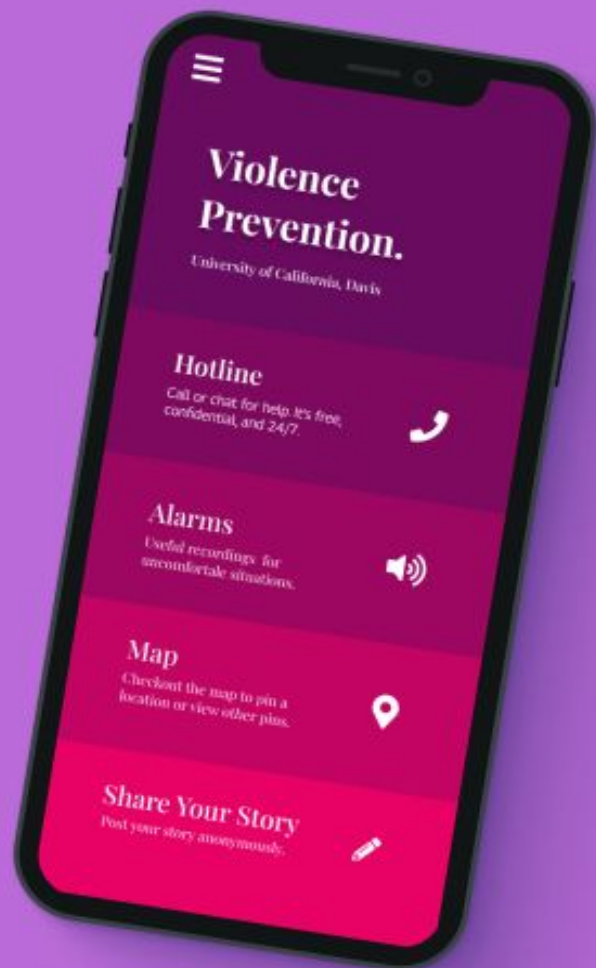 Violence
Prevention.
University of California, Davis
Hotline
Call or chat for help. It's free,
confidential, and 24/7.
Alarms
Useful recordings for
uncomfortale situations.
Map
Checkout the map to pin a
location or view other pins.
Share Your Story
Post your story anonymously.